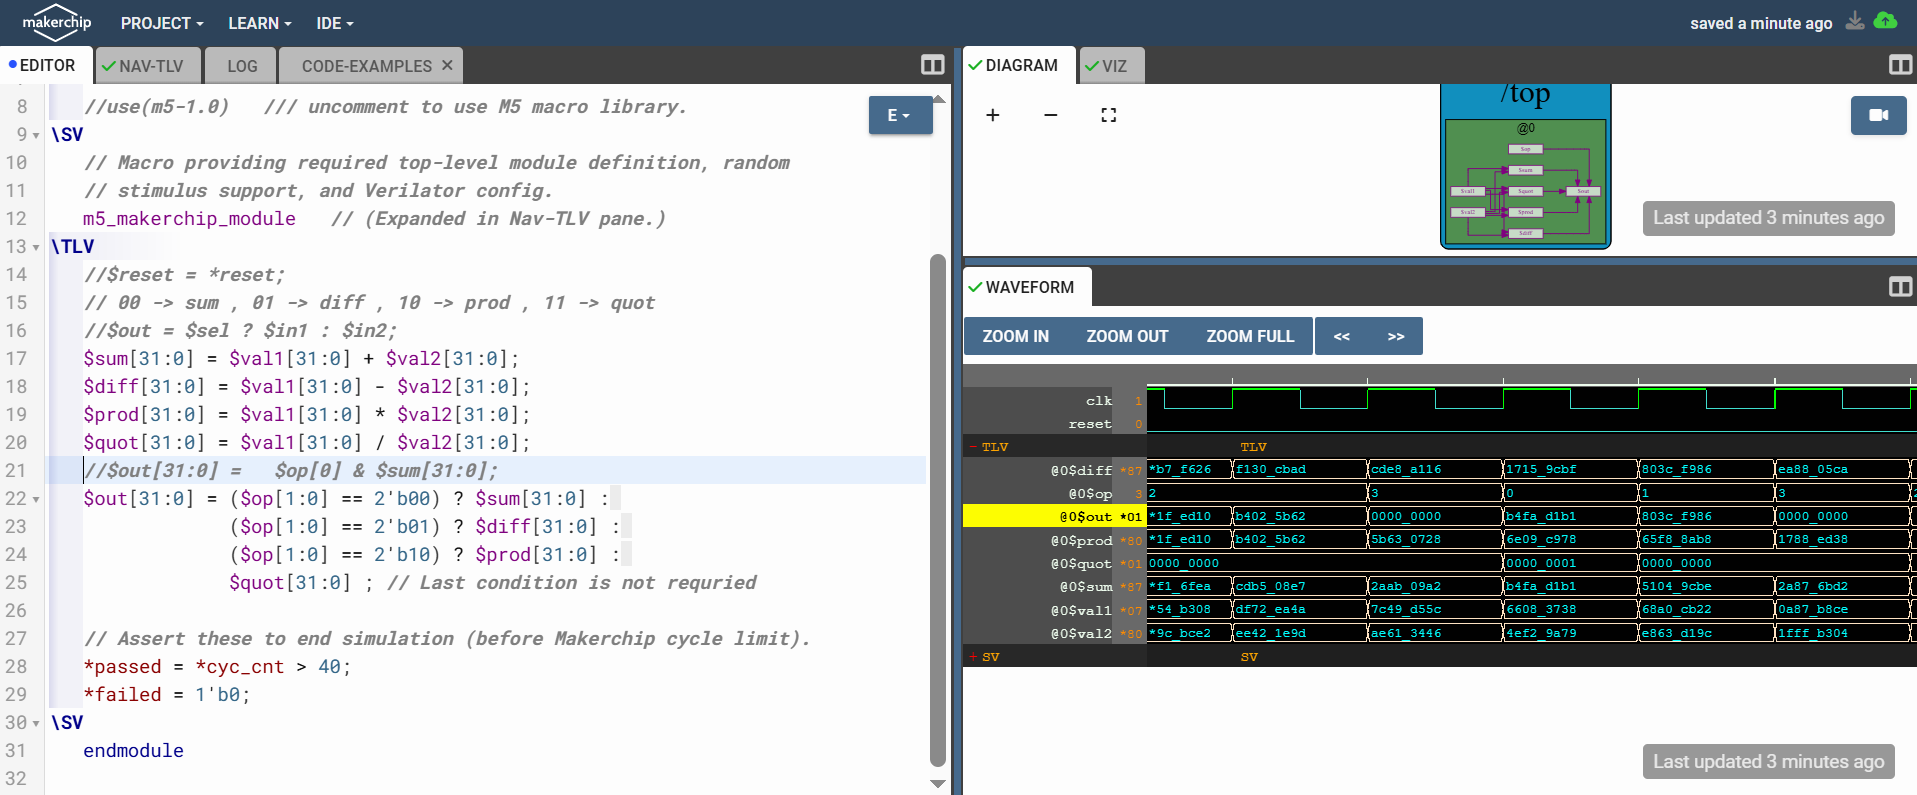 makerchip PROJECT LEARN IDE saved a minute ago
EDITOR NAV-TLV LOG CODE-EXAMPLES ×
E
8 //use(m5-1.0) /// uncomment to use M5 macro library.
9 \SV
10 // Macro providing required top-level module definition, random
11 // stimulus support, and Verilator config.
12 m5_makerchip_module // (Expanded in Nav-TLV pane.)
13 \TLV
14 //$reset = *reset;
15 // 00 -> sum , 01 -> diff , 10 -> prod , 11 -> quot
16 //$out = $sel ? $in1 : $in2;
17 $sum[31:0] = $val1[31:0] + $val2[31:0];
18 $diff[31:0] = $val1[31:0] - $val2[31:0];
19 $prod[31:0] = $val1[31:0] * $val2[31:0];
20 $quot[31:0] = $val1[31:0] / $val2[31:0];
21 //$out[31:0] = $op[0] & $sum[31:0];
22 $out[31:0] = ($op[1:0] == 2'b00) ? $sum[31:0] :
23 ($op[1:0] == 2'b01) ? $diff[31:0] :
24 ($op[1:0] == 2'b10) ? $prod[31:0] :
25 $quot[31:0] ; // Last condition is not requried
26
27 // Assert these to end simulation (before Makerchip cycle limit).
28 *passed = *cyc_cnt > 40;
29 *failed = 1'b0;
30 \SV
31 endmodule
32
DIAGRAM VIZ
+ −
/top
@0
$op
$sum
$val1 $quot $out
$val2 $prod
$diff
Last updated 3 minutes ago
WAVEFORM
ZOOM IN ZOOM OUT ZOOM FULL << >>
clk 1
reset 0
- TLV TLV
@0$diff *87 *b7_f626 f130_cbad cde8_a116 1715_9cbf 803c_f986 ea88_05ca
@0$op 3 2 3 0 1 3
@0$out *01 *1f_ed10 b402_5b62 0000_0000 b4fa_d1b1 803c_f986 0000_0000
@0$prod *80 *1f_ed10 b402_5b62 5b63_0728 6e09_c978 65f8_8ab8 1788_ed38
@0$quot *01 0000_0000 0000_0001 0000_0000
@0$sum *87 *f1_6fea cdb5_08e7 2aab_09a2 b4fa_d1b1 5104_9cbe 2a87_6bd2
@0$val1 *07 *54_b308 df72_ea4a 7c49_d55c 6608_3738 68a0_cb22 0a87_b8ce
@0$val2 *80 *9c_bce2 ee42_1e9d ae61_3446 4ef2_9a79 e863_d19c 1fff_b304
+ SV SV
Last updated 3 minutes ago